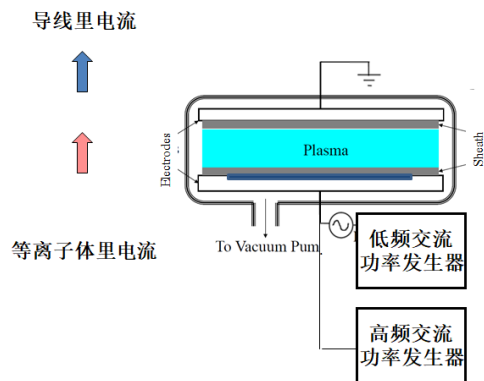 导线里电流
Electrodes
Plasma
Sheath
等离子体里电流
To Vacuum Pum
低频交流
功率发生器
高频交流
功率发生器